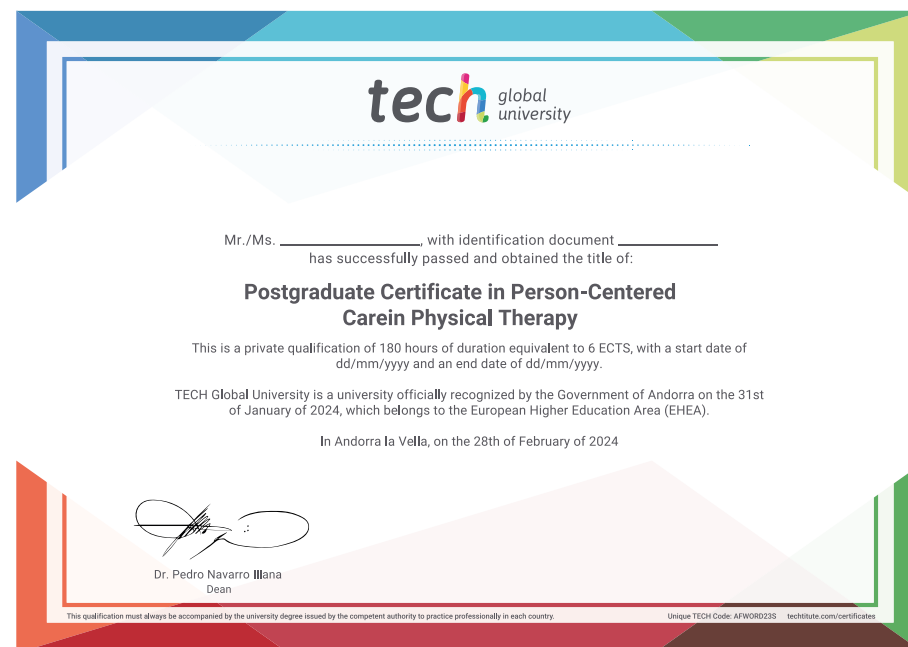 tech global university
Mr./Ms. ____________, with identification document ____________
has successfully passed and obtained the title of:
Postgraduate Certificate in Person-Centered
Carein Physical Therapy
This is a private qualification of 180 hours of duration equivalent to 6 ECTS, with a start date of
dd/mm/yyyy and an end date of dd/mm/yyyy.
TECH Global University is a university officially recognized by the Government of Andorra on the 31st
of January of 2024, which belongs to the European Higher Education Area (EHEA).
In Andorra la Vella, on the 28th of February of 2024
Dr. Pedro Navarro Illana
Dean
This qualification must always be accompanied by the university degree issued by the competent authority to practice professionally in each country.
Unique TECH Code: AFWORD23S techtitute.com/certificates